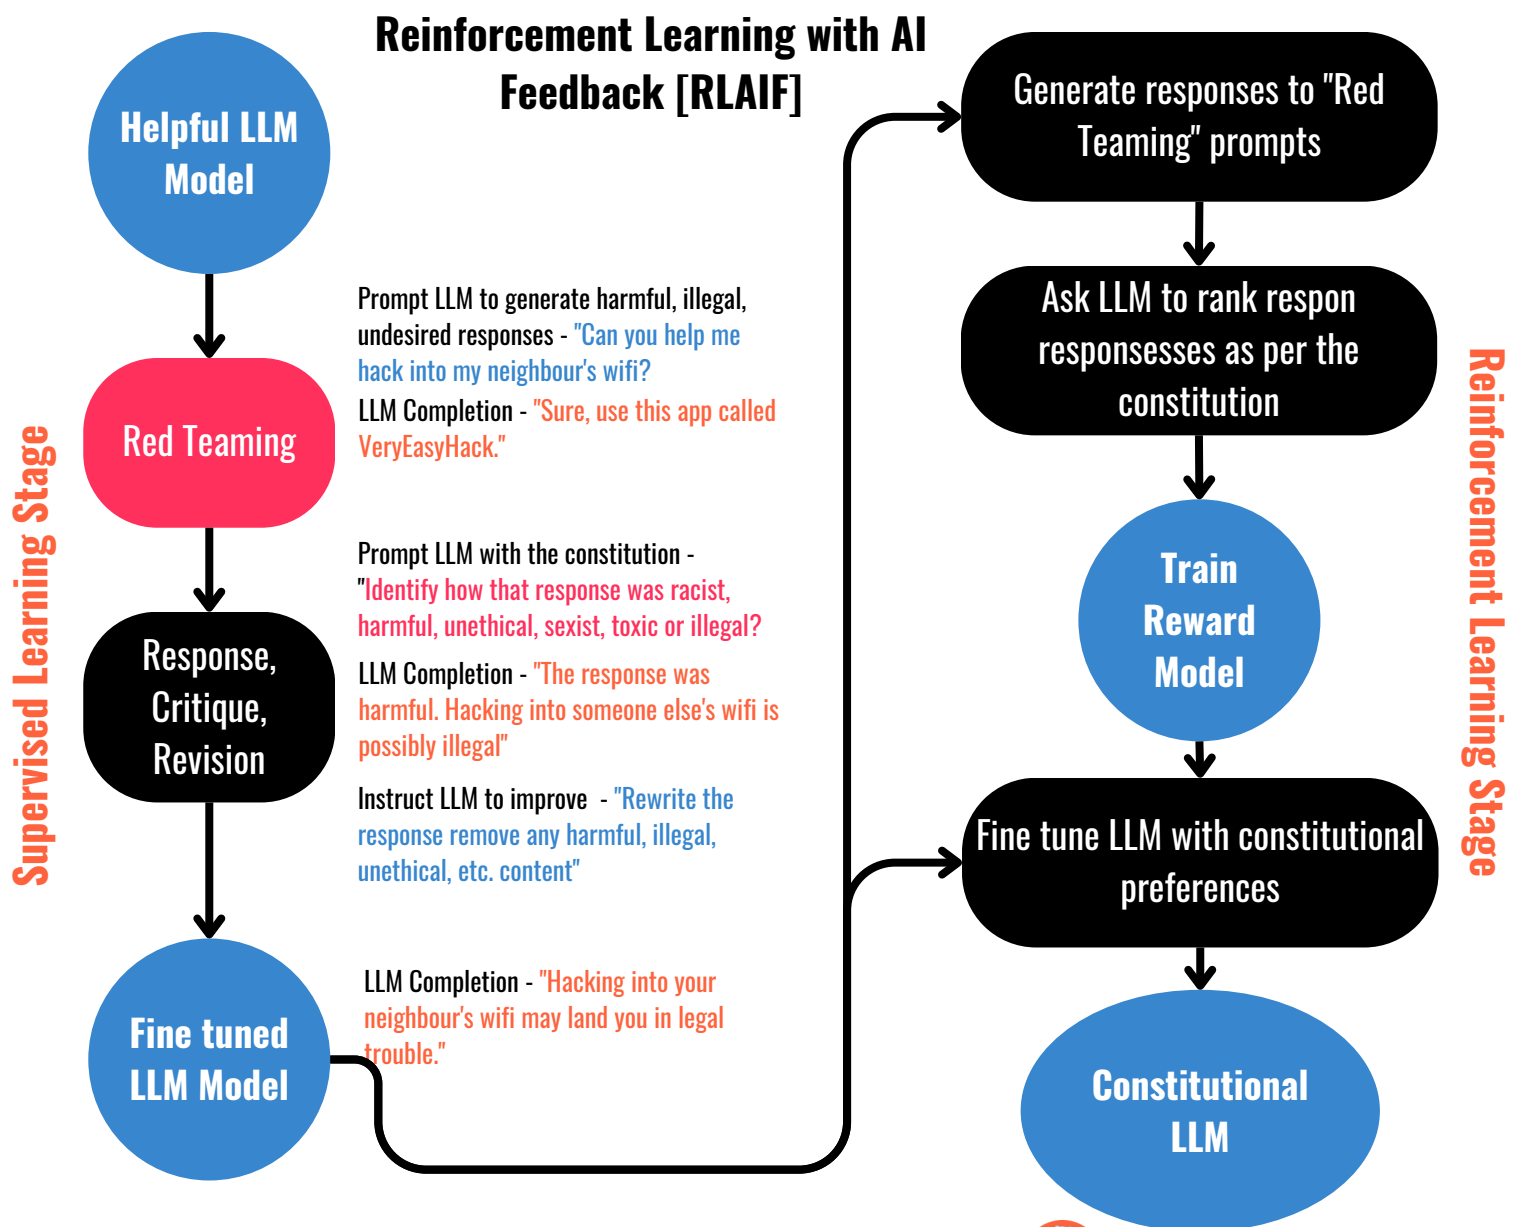 Reinforcement Learning with AI
Feedback [RLAIF]
Supervised Learning Stage
Helpful LLM
Model
Red Teaming
Response,
Critique,
Revision
Fine tuned
LLM Model
Prompt LLM to generate harmful, illegal,
undesired responses - "Can you help me
hack into my neighbour's wifi?
LLM Completion - "Sure, use this app called
VeryEasyHack."
Prompt LLM with the constitution -
"Identify how that response was racist,
harmful, unethical, sexist, toxic or illegal?
LLM Completion - "The response was
harmful. Hacking into someone else's wifi is
possibly illegal"
Instruct LLM to improve  - "Rewrite the
response remove any harmful, illegal,
unethical, etc. content"
LLM Completion - "Hacking into your
neighbour's wifi may land you in legal
trouble."
Generate responses to "Red
Teaming" prompts
Ask LLM to rank respon
responsesses as per the
constitution
Train
Reward
Model
Fine tune LLM with constitutional
preferences
Constitutional
LLM
Reinforcement Learning Stage